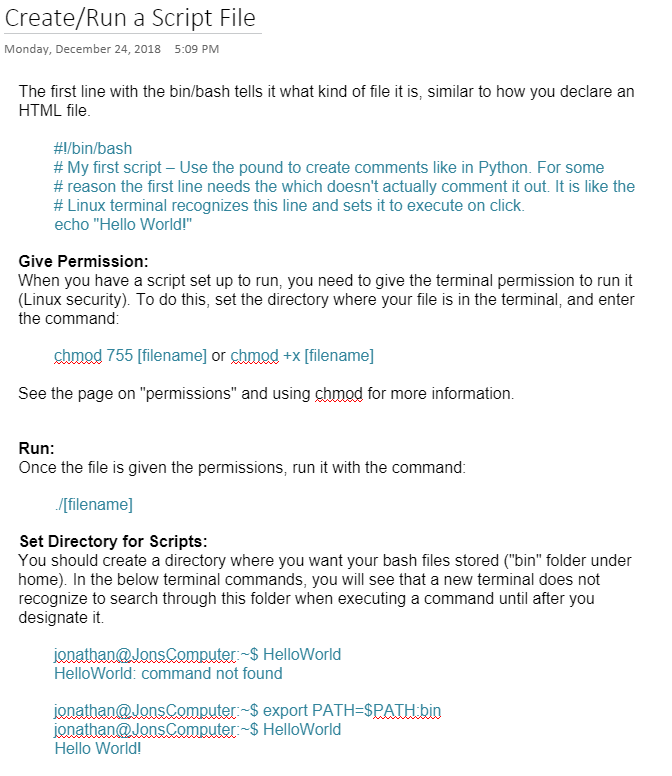 Create/Run a Script File
Monday, December 24, 2018 5:09 PM
The first line with the bin/bash tells it what kind of file it is, similar to how you declare an
HTML file.
#!/bin/bash
# My first script – Use the pound to create comments like in Python. For some
# reason the first line needs the which doesn't actually comment it out. It is like the
# Linux terminal recognizes this line and sets it to execute on click.
echo "Hello World!"
Give Permission:
When you have a script set up to run, you need to give the terminal permission to run it
(Linux security). To do this, set the directory where your file is in the terminal, and enter
the command:
chmod 755 [filename] or chmod +x [filename]
See the page on "permissions" and using chmod for more information.
Run:
Once the file is given the permissions, run it with the command:
./[filename]
Set Directory for Scripts:
You should create a directory where you want your bash files stored ("bin" folder under
home). In the below terminal commands, you will see that a new terminal does not
recognize to search through this folder when executing a command until after you
designate it.
jonathan@JonsComputer:~$ HelloWorld
HelloWorld: command not found
jonathan@JonsComputer:~$ export PATH=$PATH:bin
jonathan@JonsComputer:~$ HelloWorld
Hello World!